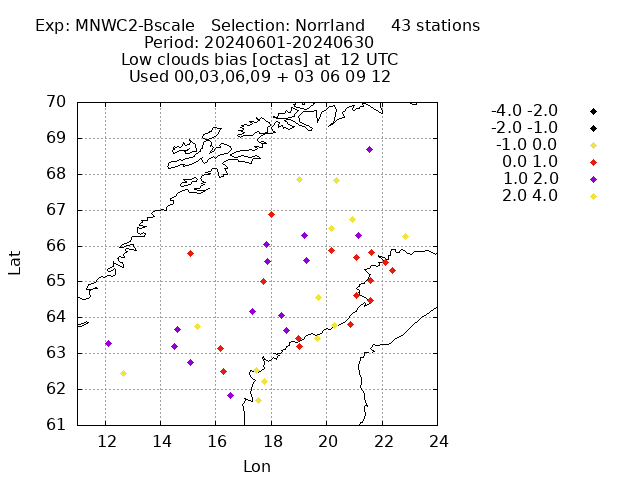 Exp: MNWC2-Bscale   Selection: Norrland     43 stations
Period: 20240601-20240630
Low clouds bias [octas] at  12 UTC
Used 00,03,06,09 + 03 06 09 12
-4.0 -2.0
-2.0 -1.0
-1.0 0.0
0.0 1.0
1.0 2.0
2.0 4.0
70
69
68
67
66
65
64
63
62
61
Lat
12 14 16 18 20 22 24
Lon